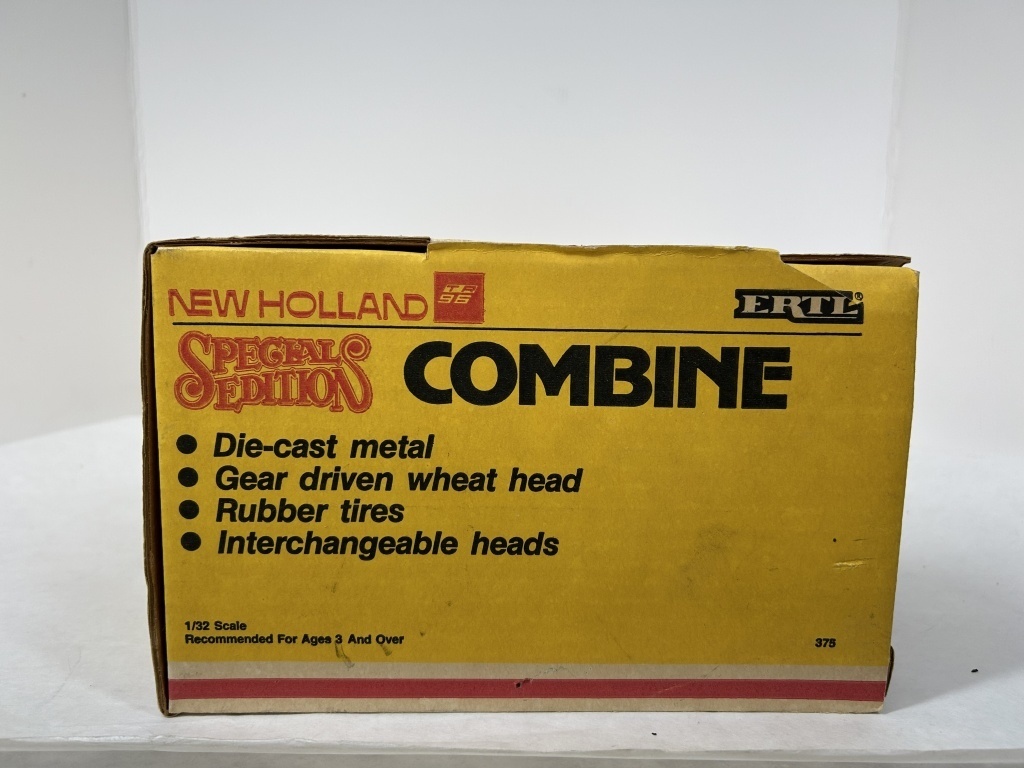 NEW HOLLAND TR 96
ERTL®
SPECIAL EDITION
COMBINE
● Die-cast metal
● Gear driven wheat head
● Rubber tires
● Interchangeable heads
1/32 Scale
Recommended For Ages 3 And Over
375